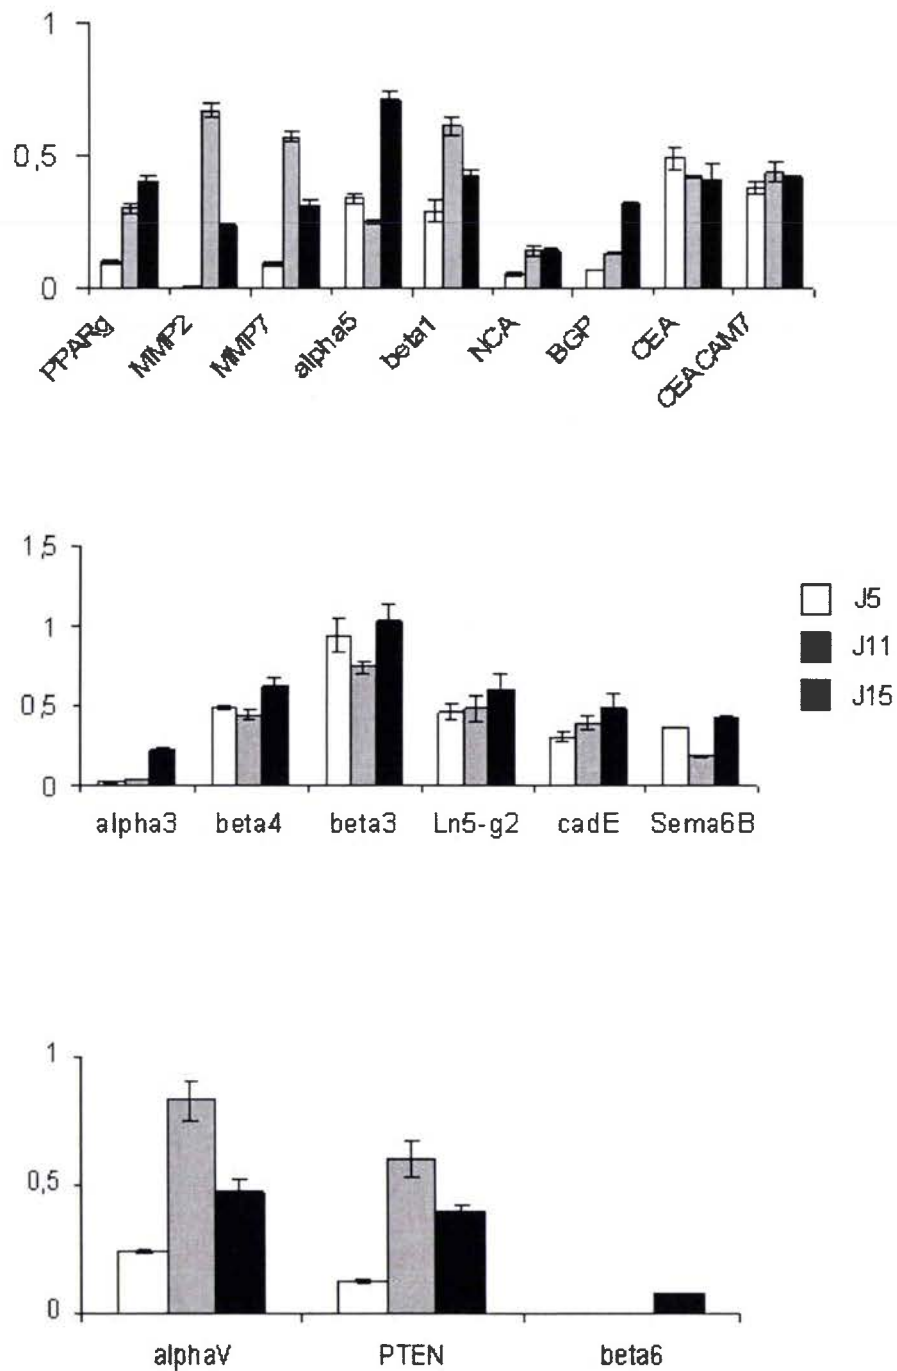 1
0,5
0
PPARg MMP2 MMP7 alpha5 beta1 NCA BGP CEA CEACAM7
1,5
1
0,5
0
alpha3 beta4 beta3 Ln5-g2 cadE Sema6B
J5
J11
J15
1
0,5
0
alphaV PTEN beta6